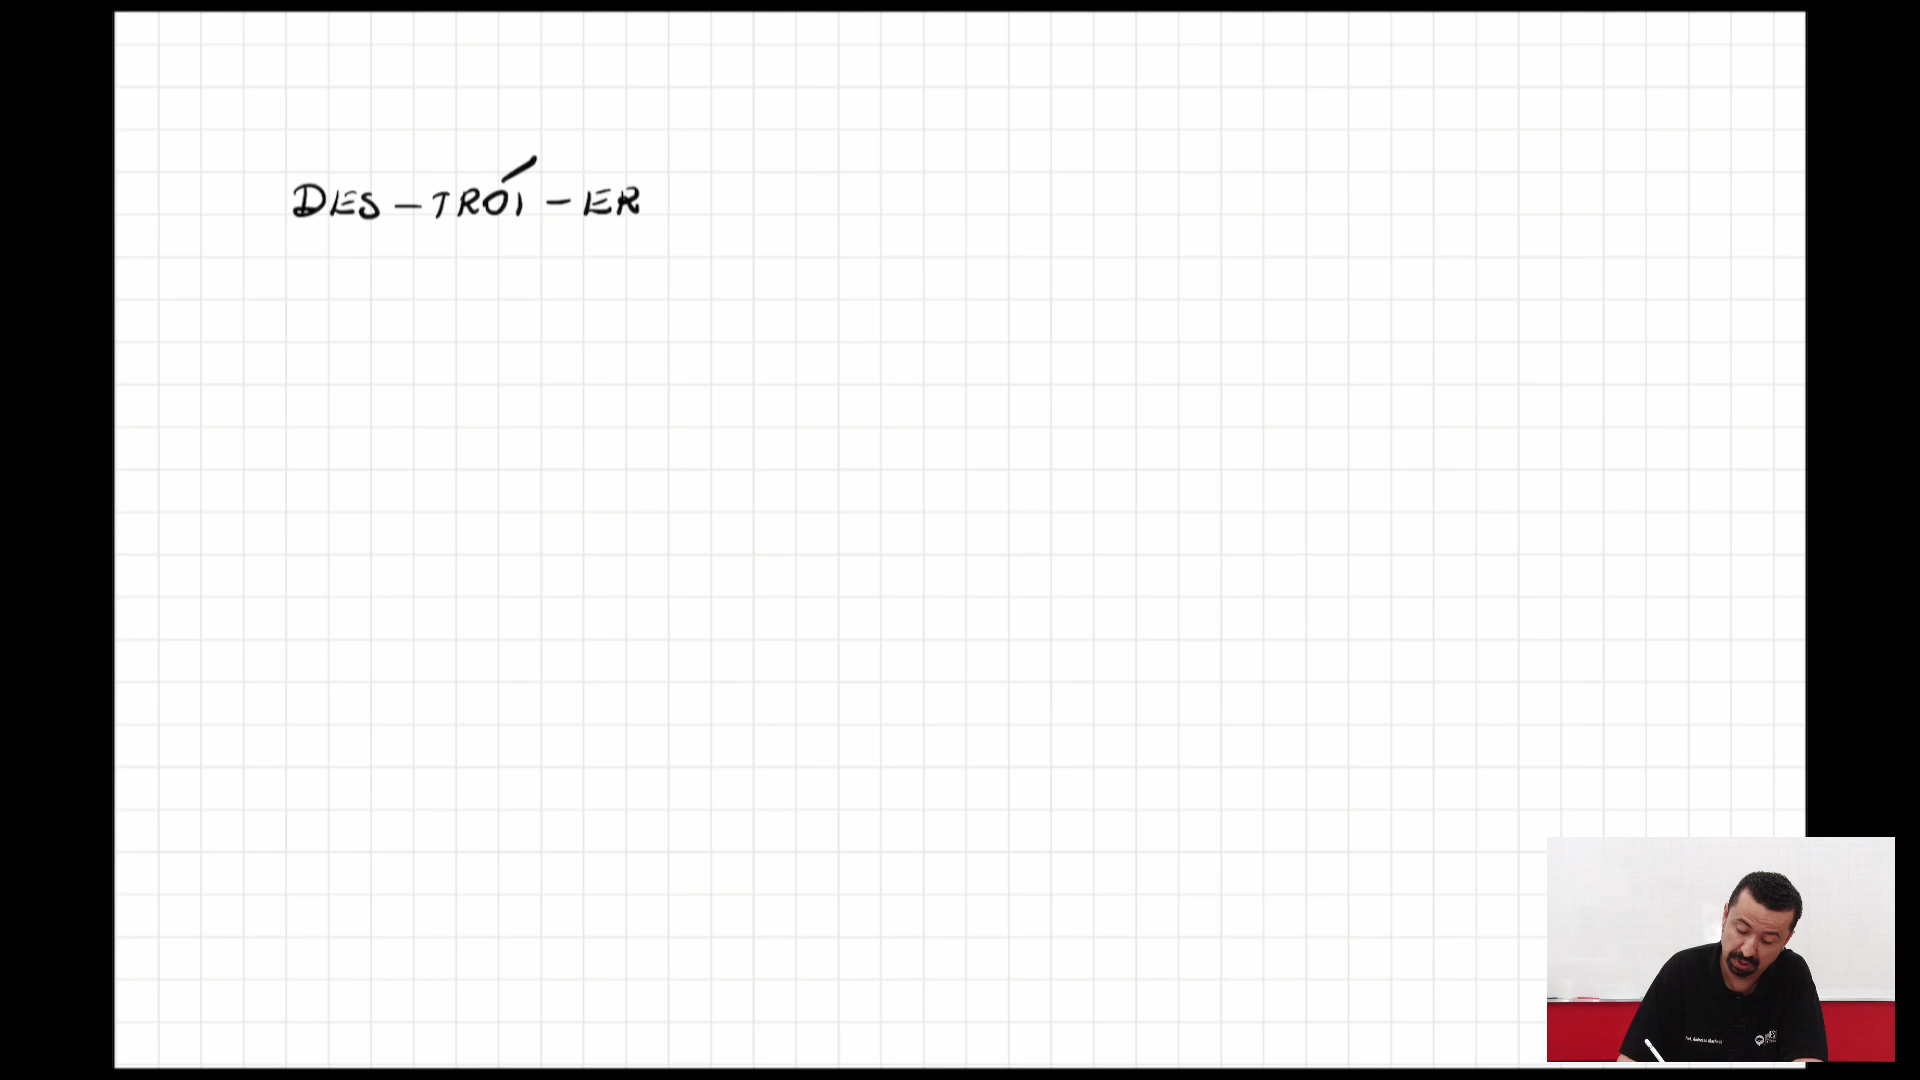 DES - TRÓI - ER